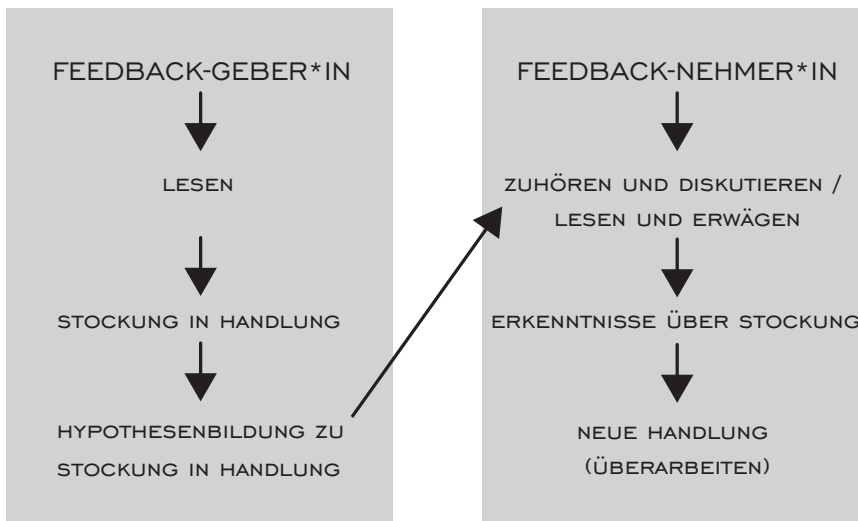 FEEDBACK-GEBER*IN
LESEN
STOCKUNG IN HANDLUNG
HYPOTHESENBILDUNG ZU
STOCKUNG IN HANDLUNG
FEEDBACK-NEHMER*IN
ZUHÖREN UND DISKUTIEREN /
LESEN UND ERWÄGEN
ERKENNTNISSE ÜBER STOCKUNG
NEUE HANDLUNG
(ÜBERARBEITEN)